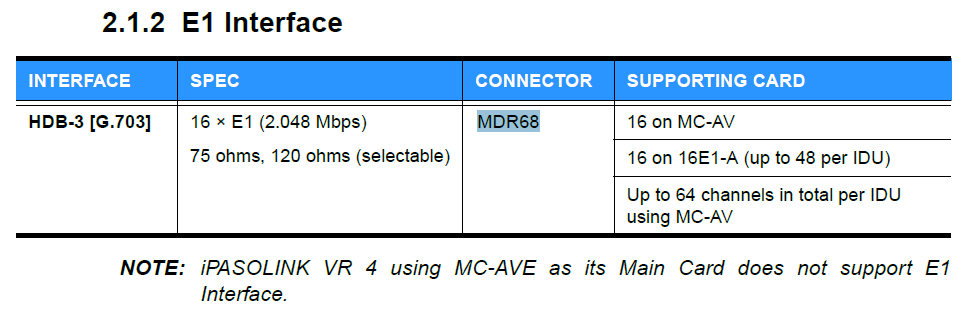 2.1.2 E1 Interface
INTERFACE SPEC CONNECTOR SUPPORTING CARD
HDB-3 [G.703] 16 × E1 (2.048 Mbps) MDR68 16 on MC-AV
75 ohms, 120 ohms (selectable) 16 on 16E1-A (up to 48 per IDU)
Up to 64 channels in total per IDU
using MC-AV
NOTE: iPASOLINK VR 4 using MC-AVE as its Main Card does not support E1
Interface.